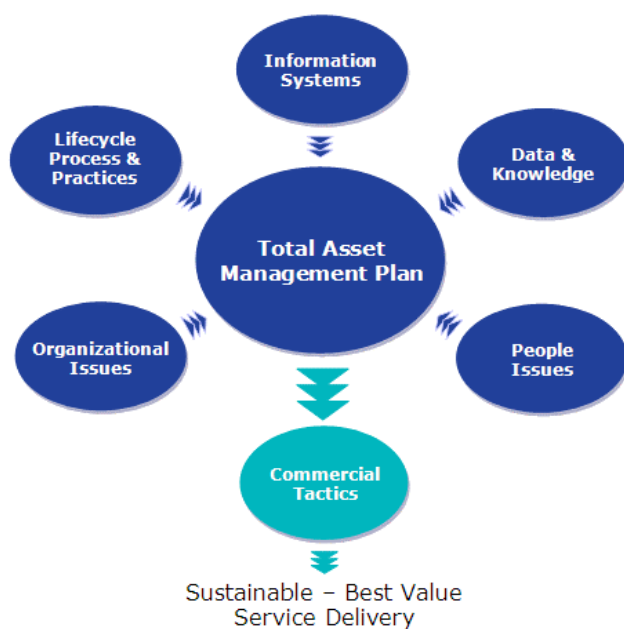 Information
Systems
Lifecycle
Process &
Practices
Data &
Knowledge
Total Asset
Management Plan
Organizational
Issues
People
Issues
Commercial
Tactics
Sustainable – Best Value
Service Delivery